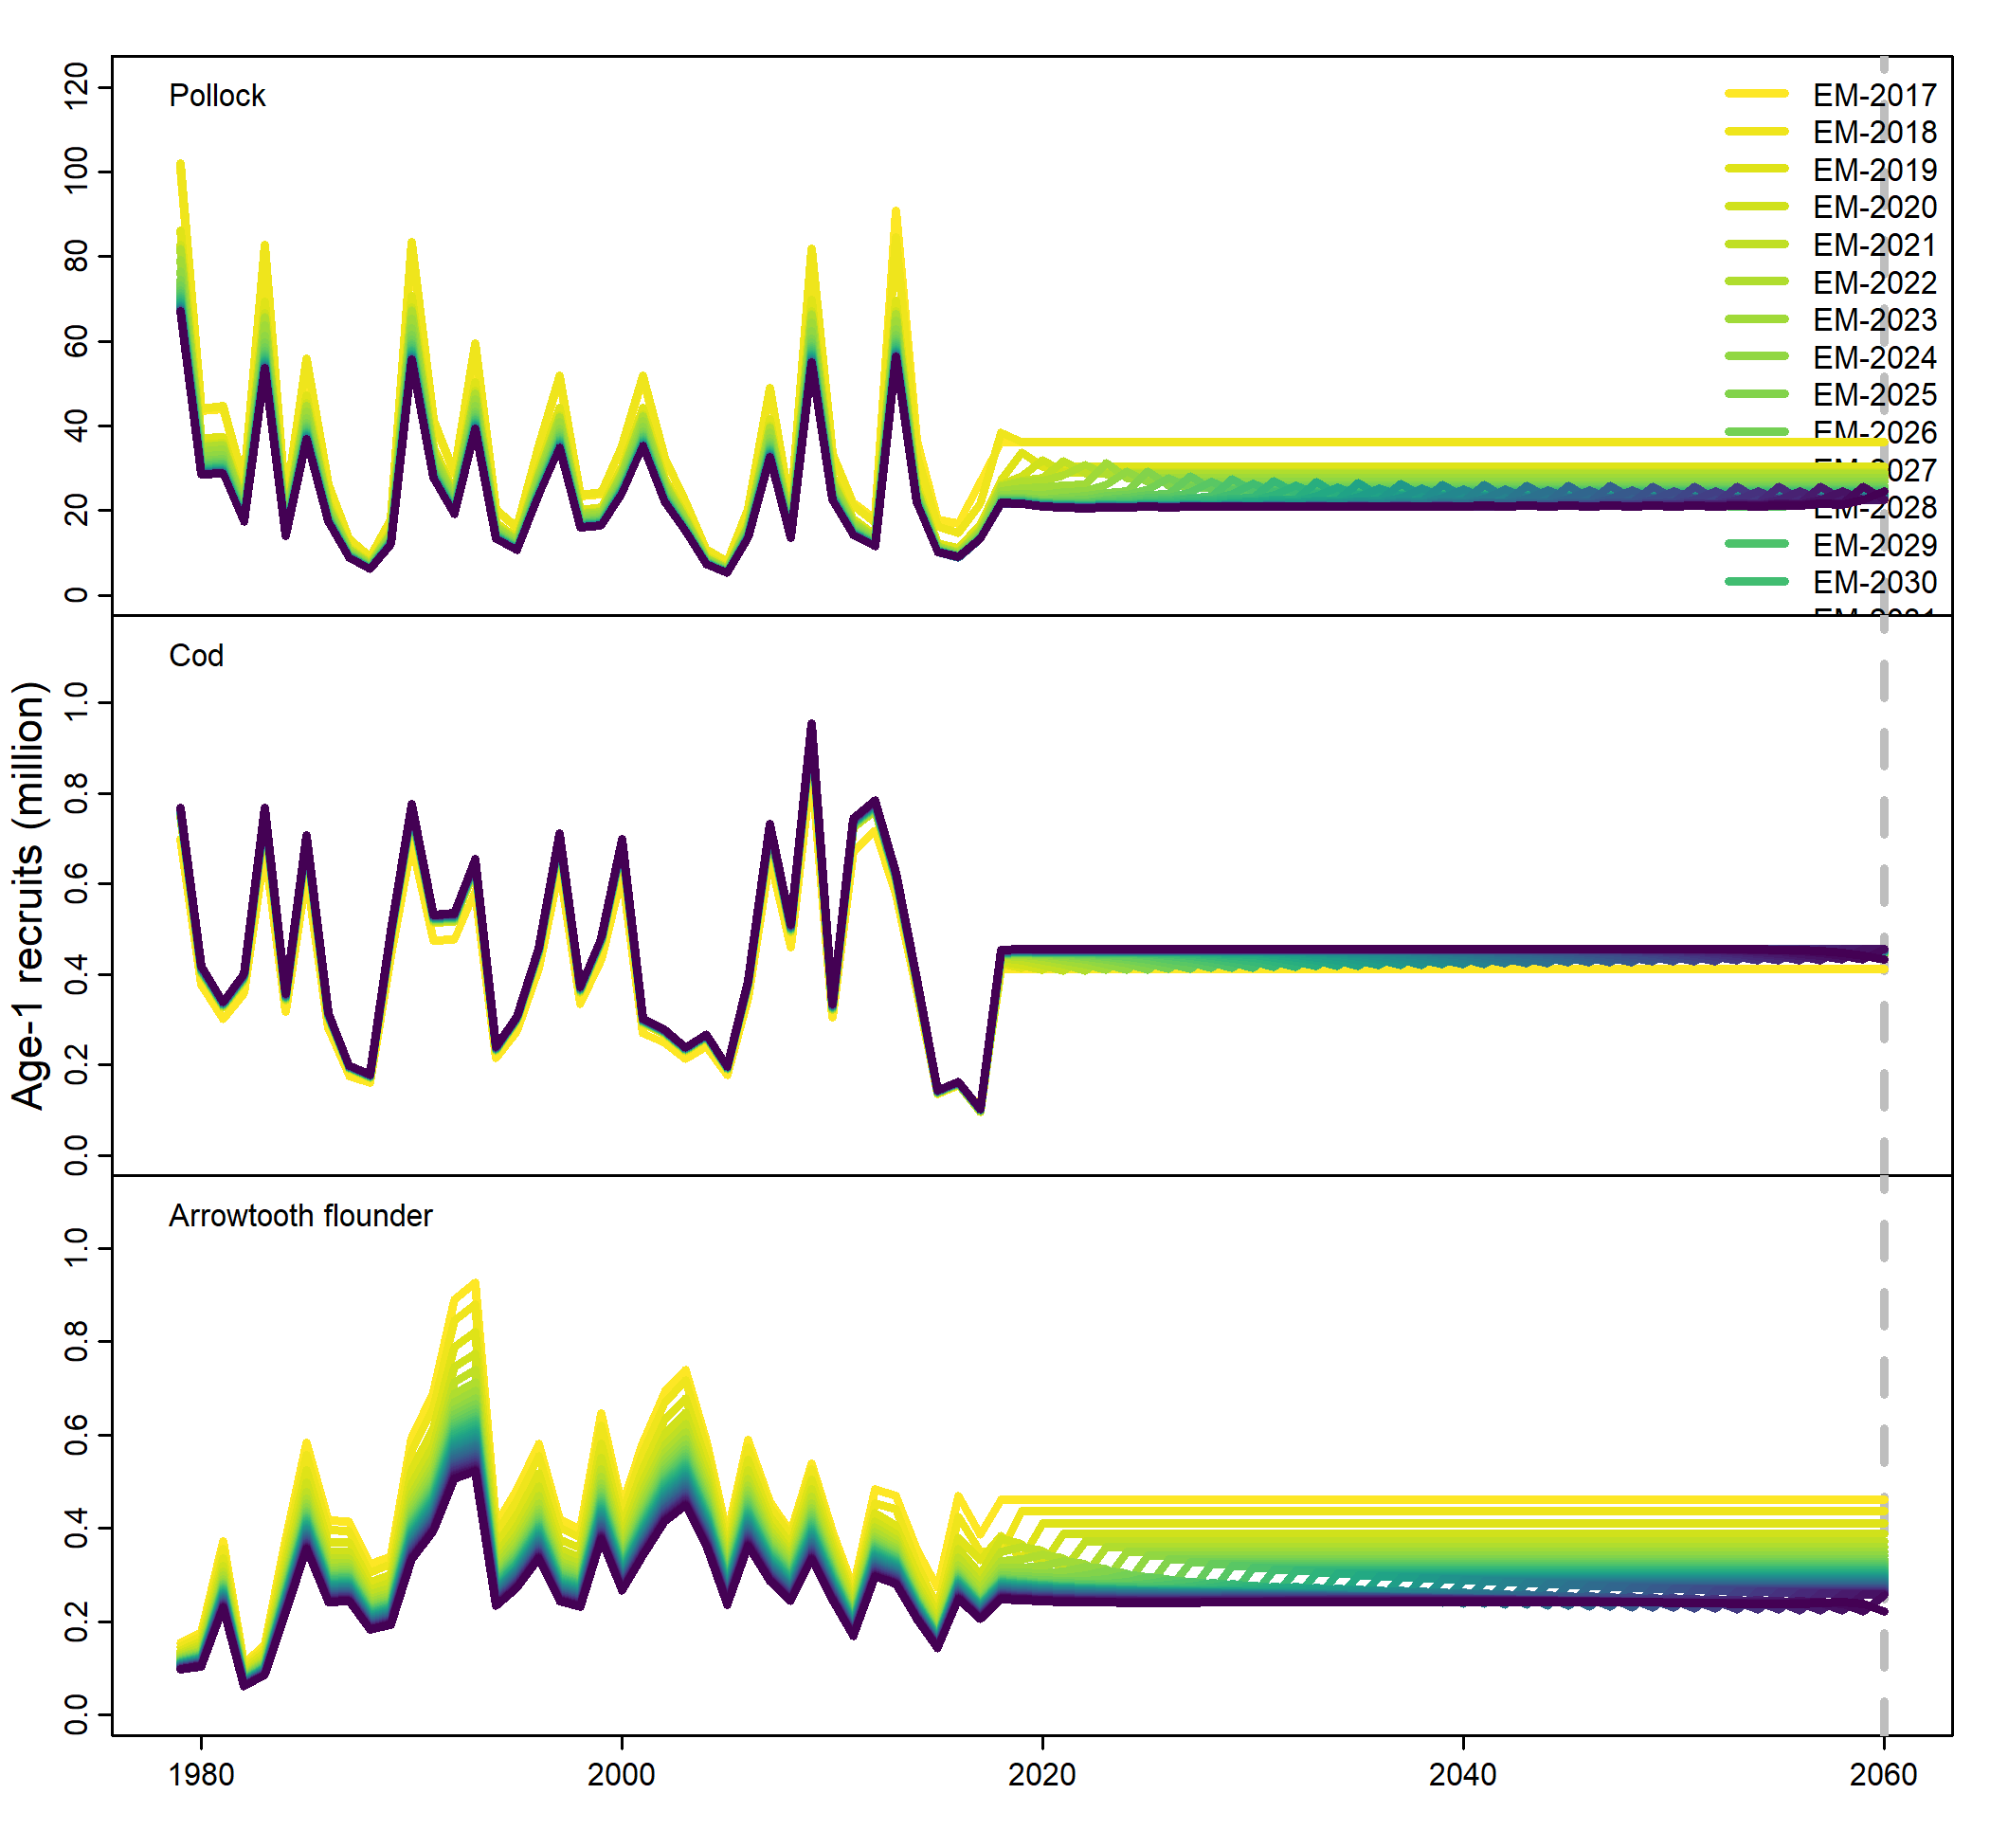 Pollock
120
100
80
60
40
20
0
EM-2017
EM-2018
EM-2019
EM-2020
EM-2021
EM-2022
EM-2023
EM-2024
EM-2025
EM-2026
2027
EM-2028
EM-2029
EM-2030
Age-1 recruits (million)
Cod
1.0
0.8
0.6
0.4
0.2
0.0
Arrowtooth flounder
1.0
0.8
0.6
0.4
0.2
0.0
1980 2000 2020 2040 2060